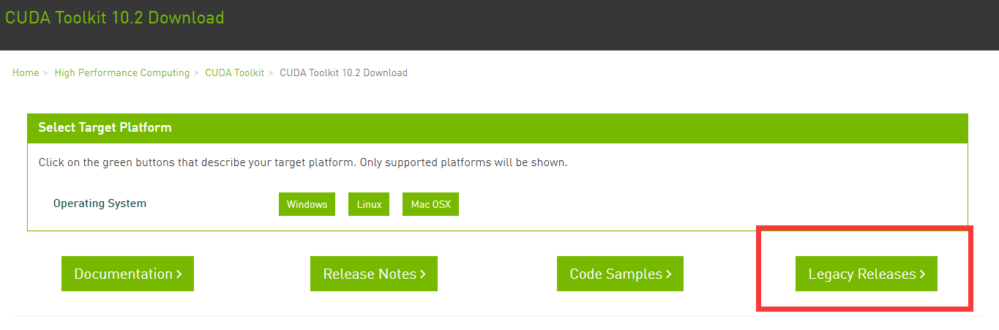 CUDA Toolkit 10.2 Download
Home > High Performance Computing > CUDA Toolkit > CUDA Toolkit 10.2 Download
Select Target Platform
Click on the green buttons that describe your target platform. Only supported platforms will be shown.
Operating System Windows Linux Mac OSX
Documentation > Release Notes > Code Samples > Legacy Releases >